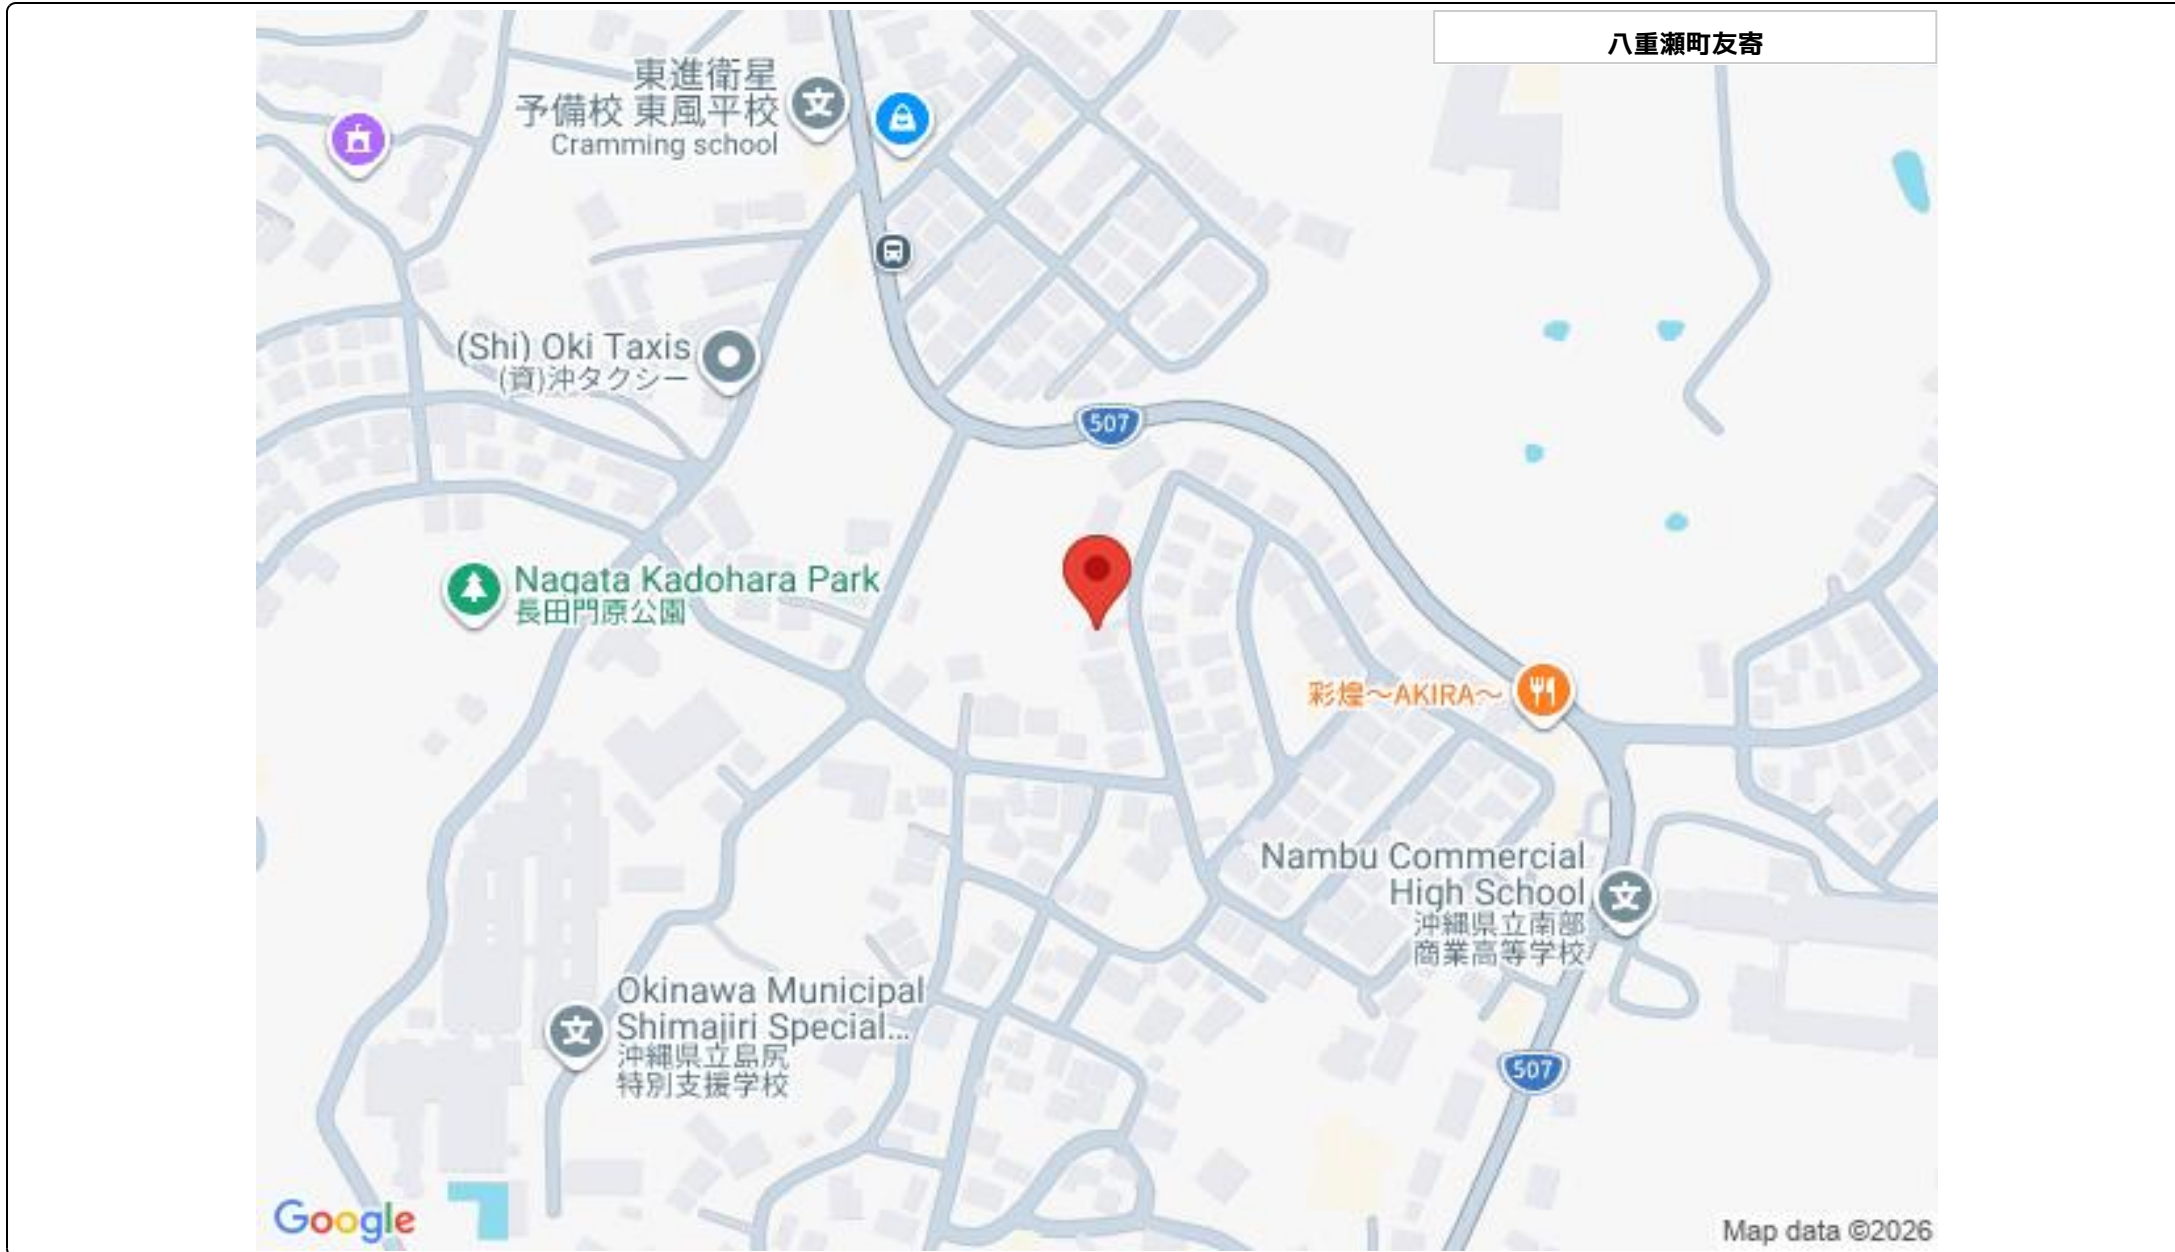 八重瀬町友寄
東進衛星
予備校 東風平校
Cramming school
(Shi) Oki Taxis
(資)沖タクシー
507
Nagata Kadohara Park
長田門原公園
彩煌〜AKIRA〜
Nambu Commercial
High School
沖縄県立南部
商業高等学校
Okinawa Municipal
Shimajiri Special...
沖縄県立島尻
特別支援学校
507
Google
Map data ©2026